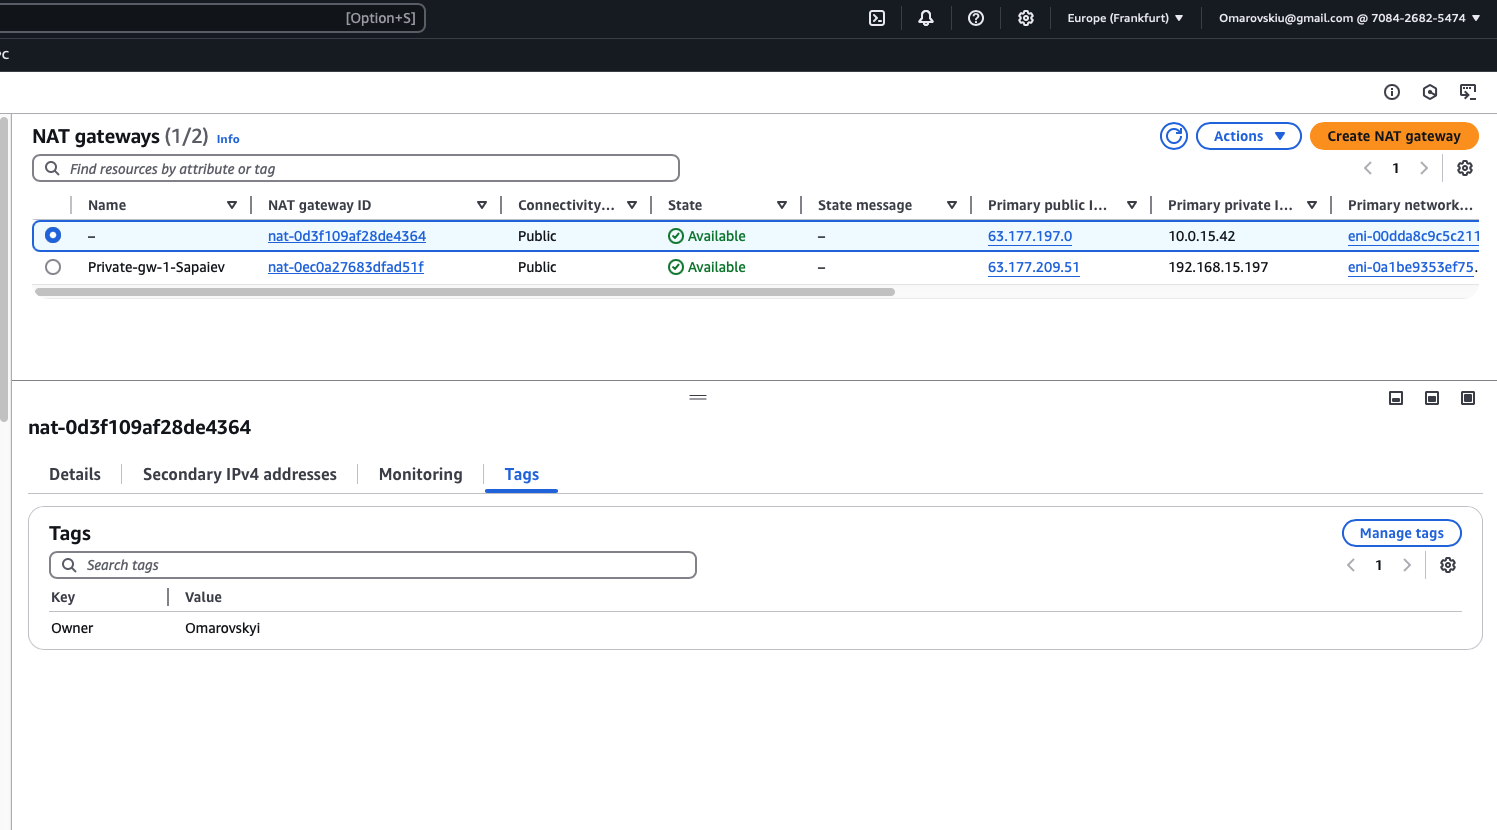 [Option+S]
Europe (Frankfurt)
Omarovskiu@gmail.com @ 7084-2682-5474
NAT gateways (1/2) Info
Actions
Create NAT gateway
Find resources by attribute or tag
1
Name NAT gateway ID Connectivity... State State message Primary public I... Primary private I... Primary network...
– nat-0d3f109af28de4364 Public Available – 63.177.197.0 10.0.15.42 eni-00dda8c9c5c211
Private-gw-1-Sapaiev nat-0ec0a27683dfad51f Public Available – 63.177.209.51 192.168.15.197 eni-0a1be9353ef75.
nat-0d3f109af28de4364
Details Secondary IPv4 addresses Monitoring Tags
Tags
Manage tags
Search tags
1
Key Value
Owner Omarovskyi